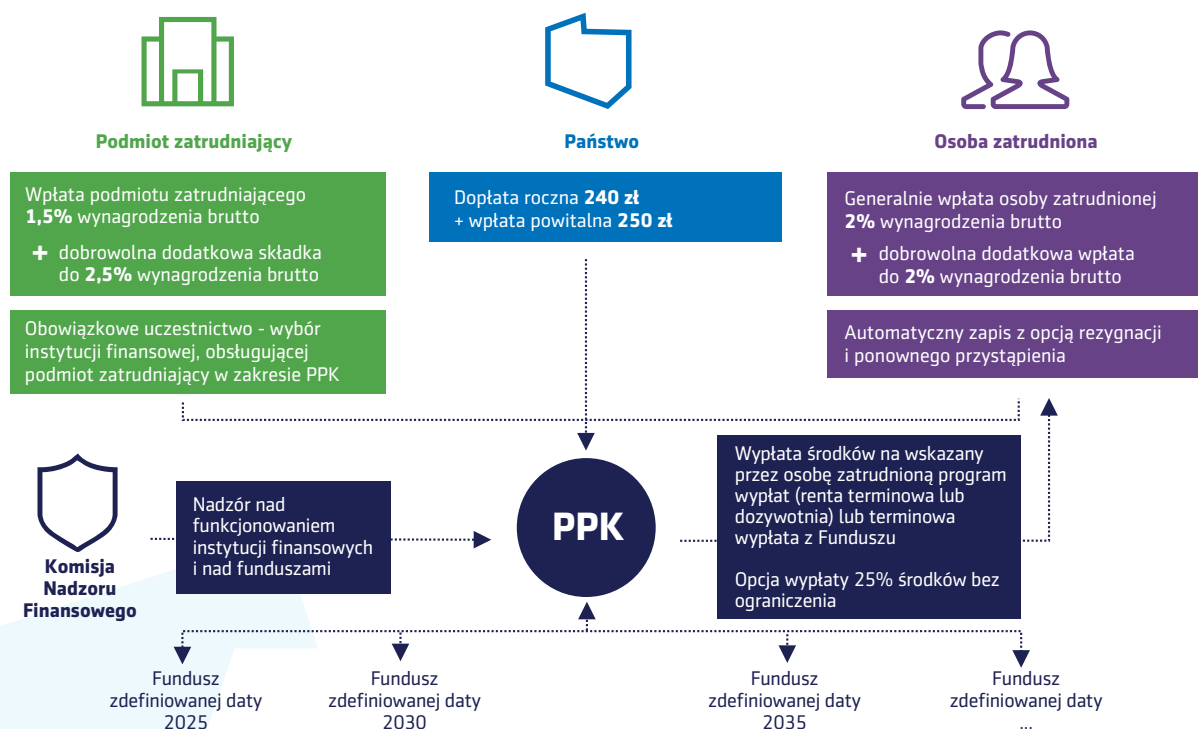 Podmiot zatrudniający
Państwo
Osoba zatrudniona
Wpłata podmiotu zatrudniającego
1,5% wynagrodzenia brutto
+ dobrowolna dodatkowa składka
do 2,5% wynagrodzenia brutto
Dopłata roczna 240 zł
+ wpłata powitalna 250 zł
Generalnie wpłata osoby zatrudnionej
2% wynagrodzenia brutto
+ dobrowolna dodatkowa wpłata
do 2% wynagrodzenia brutto
Obowiązkowe uczestnictwo - wybór
instytucji finansowej, obsługującej
podmiot zatrudniający w zakresie PPK
Automatyczny zapis z opcją rezygnacji
i ponownego przystąpienia
Komisja
Nadzoru
Finansowego
Nadzór nad
funkcjonowaniem
instytucji finansowych
i nad funduszami
PPK
Wypłata środków na wskazany
przez osobę zatrudnioną program
wypłat (renta terminowa lub
dozywotnia) lub terminowa
wypłata z Funduszu
Opcja wypłaty 25% środków bez
ograniczenia
Fundusz
zdefiniowanej daty
2025
Fundusz
zdefiniowanej daty
2030
Fundusz
zdefiniowanej daty
2035
Fundusz
zdefiniowanej daty
...